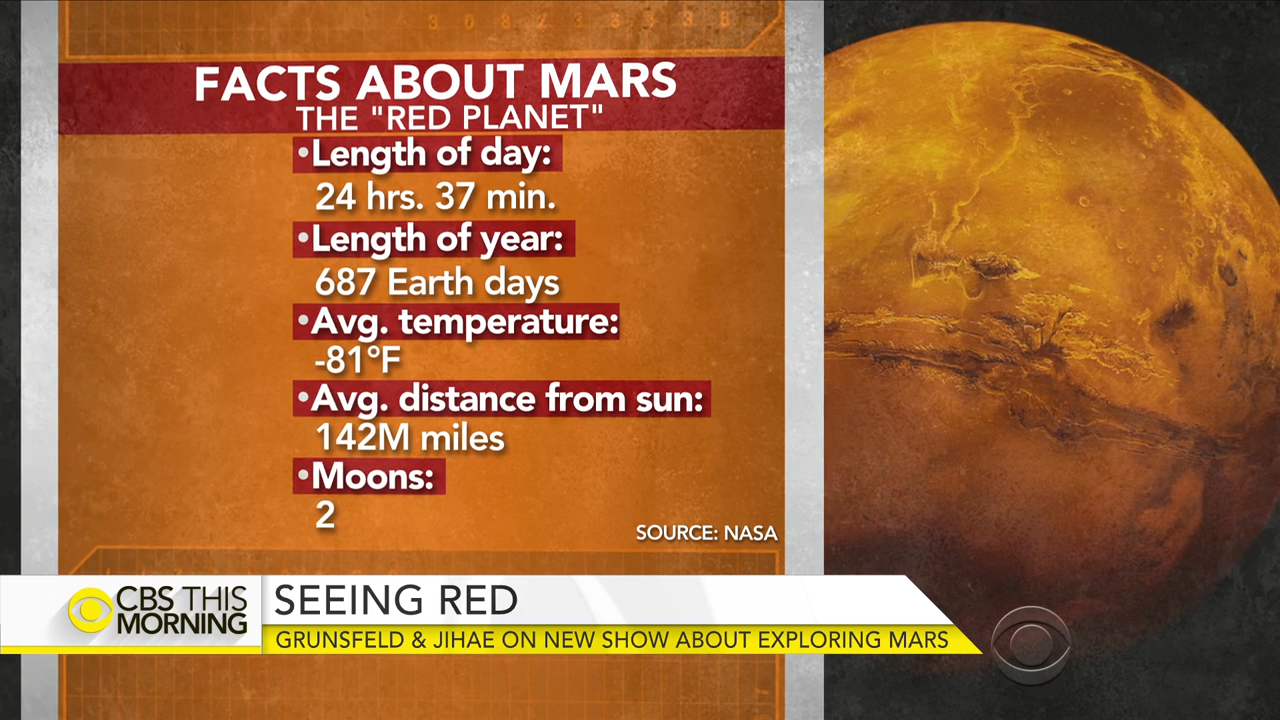 FACTS ABOUT MARS
THE "RED PLANET"
•Length of day:
24 hrs. 37 min.
•Length of year:
687 Earth days
•Avg. temperature:
-81°F
•Avg. distance from sun:
142M miles
•Moons:
2
SOURCE: NASA
CBS THIS
MORNING
SEEING RED
GRUNSFELD & JIHAE ON NEW SHOW ABOUT EXPLORING MARS